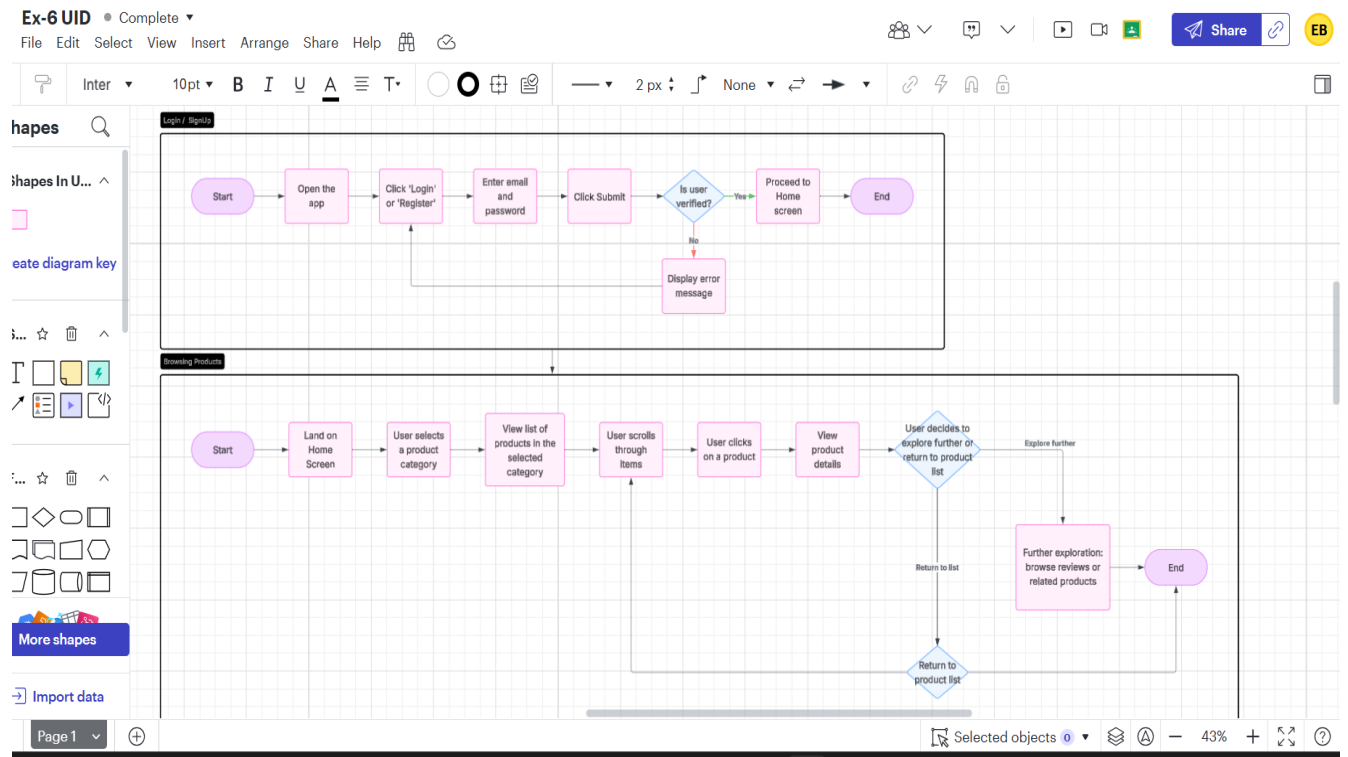 Ex-6 UID Complete
File Edit Select View Insert Arrange Share Help
Share
EB
Inter 10pt B I U A T 2 px None
hapes
Shapes In U...
eate diagram key
More shapes
Import data
Login / SignUp
Start
Open the
app
Click 'Login'
or 'Register'
Enter email
and
password
Click Submit
Is user
verified?
Yes
Proceed to
Home
screen
End
No
Display error
message
Browsing Products
Start
Land on
Home
Screen
User selects
a product
category
View list of
products in the
selected
category
User scrolls
through
Items
User clicks
on a product
View
product
details
User decides to
explore further or
return to product
list
Explore further
Further exploration:
browse reviews or
related products
End
Return to list
Return to
product list
Page 1
Selected objects 0
43%